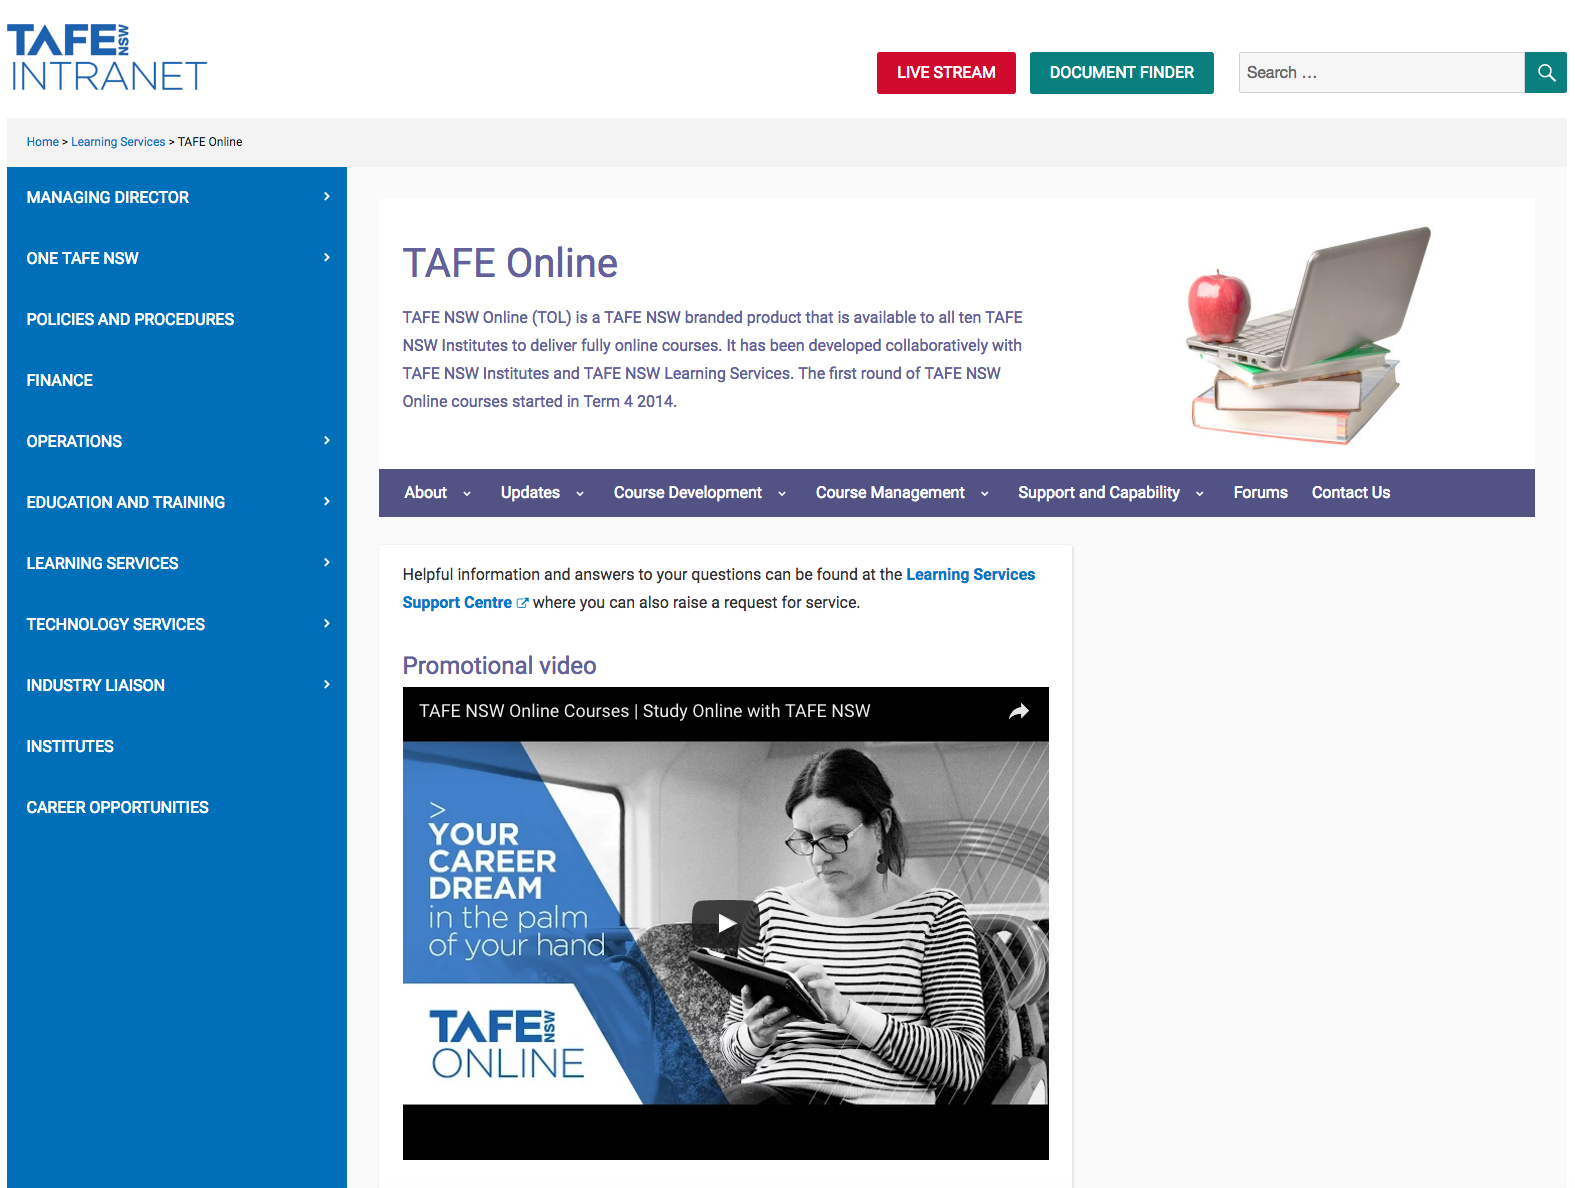 TAFE NSW
INTRANET
LIVE STREAM
DOCUMENT FINDER
Search …
Home > Learning Services > TAFE Online
MANAGING DIRECTOR
ONE TAFE NSW
POLICIES AND PROCEDURES
FINANCE
OPERATIONS
EDUCATION AND TRAINING
LEARNING SERVICES
TECHNOLOGY SERVICES
INDUSTRY LIAISON
INSTITUTES
CAREER OPPORTUNITIES
TAFE Online
TAFE NSW Online (TOL) is a TAFE NSW branded product that is available to all ten TAFE
NSW Institutes to deliver fully online courses. It has been developed collaboratively with
TAFE NSW Institutes and TAFE NSW Learning Services. The first round of TAFE NSW
Online courses started in Term 4 2014.
About Updates Course Development Course Management Support and Capability Forums Contact Us
Helpful information and answers to your questions can be found at the Learning Services
Support Centre where you can also raise a request for service.
Promotional video
TAFE NSW Online Courses | Study Online with TAFE NSW
>
YOUR
CAREER
DREAM
in the palm
of your hand
TAFE NSW
ONLINE